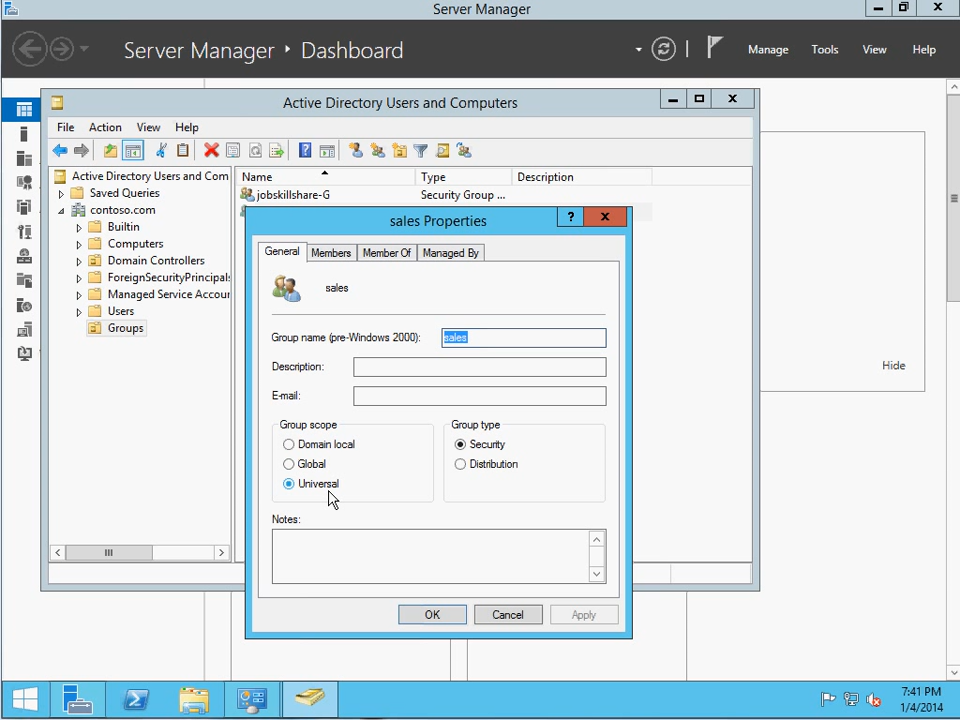 Server Manager
Server Manager ‣ Dashboard
Manage Tools View Help
Active Directory Users and Computers
File Action View Help
Active Directory Users and Com
Saved Queries
contoso.com
Builtin
Computers
Domain Controllers
ForeignSecurityPrincipals
Managed Service Accour
Users
Groups
Name Type Description
jobskillshare-G Security Group ...
sales Properties
?
General Members Member Of Managed By
sales
Group name (pre-Windows 2000): sales
Description:
E-mail:
Group scope
Domain local
Global
Universal
Group type
Security
Distribution
Notes:
OK Cancel Apply
Hide
7:41 PM
1/4/2014